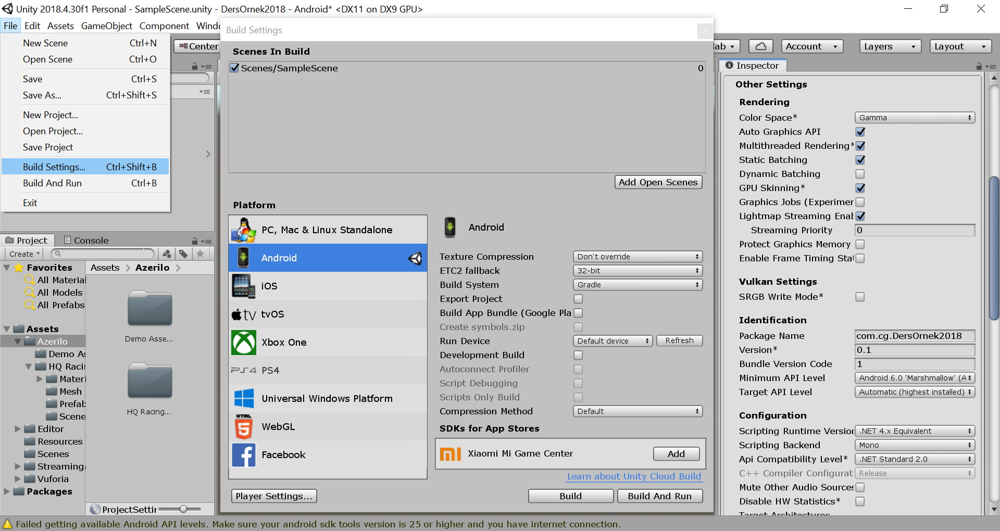 Unity 2018.4.30f1 Personal - SampleScene.unity - DersOrnek2018 - Android* <DX11 on DX9 GPU>
File Edit Assets GameObject Component Windo
New Scene Ctrl+N
Open Scene Ctrl+O
Save Ctrl+S
Save As... Ctrl+Shift+S
New Project...
Open Project...
Save Project
Build Settings... Ctrl+Shift+B
Build And Run Ctrl+B
Exit
Center
lab
Account
Layers
Layout
Build Settings
Scenes In Build
Scenes/SampleScene 0
Add Open Scenes
Platform
PC, Mac & Linux Standalone
Android
iOS
tv tvOS
Xbox One
PS4 PS4
Universal Windows Platform
HTML 5 WebGL
f Facebook
Android
Texture Compression Don't override
ETC2 fallback 32-bit
Build System Gradle
Export Project
Build App Bundle (Google Pla
Create symbols.zip
Run Device Default device Refresh
Development Build
Autoconnect Profiler
Script Debugging
Scripts Only Build
Compression Method Default
SDKs for App Stores
mi Xiaomi Mi Game Center Add
Learn about Unity Cloud Build
Player Settings... Build Build And Run
Project Console
Create
Favorites
All Material
All Models
All Prefabs
Assets
Azerilo
Demo As
HQ Racin
Materi
Mesh
Prefab
Scene
Editor
Resources
Scenes
Streaming
Vuforia
Packages
Assets > Azerilo >
Demo Asse...
HQ Racing...
ProjectSettin
Inspector
Other Settings
Rendering
Color Space* Gamma
Auto Graphics API
Multithreaded Rendering*
Static Batching
Dynamic Batching
GPU Skinning*
Graphics Jobs (Experimer
Lightmap Streaming Enab
Streaming Priority 0
Protect Graphics Memory
Enable Frame Timing Stat
Vulkan Settings
SRGB Write Mode*
Identification
Package Name com.cg.DersOrnek2018
Version* 0.1
Bundle Version Code 1
Minimum API Level Android 6.0 'Marshmallow' (A
Target API Level Automatic (highest installed)
Configuration
Scripting Runtime Version .NET 4.x Equivalent
Scripting Backend Mono
Api Compatibility Level* .NET Standard 2.0
C++ Compiler Configurat Release
Mute Other Audio Sources
Disable HW Statistics*
Target Architectures
Failed getting available Android API levels. Make sure your android sdk tools version is 25 or higher and you have internet connection.